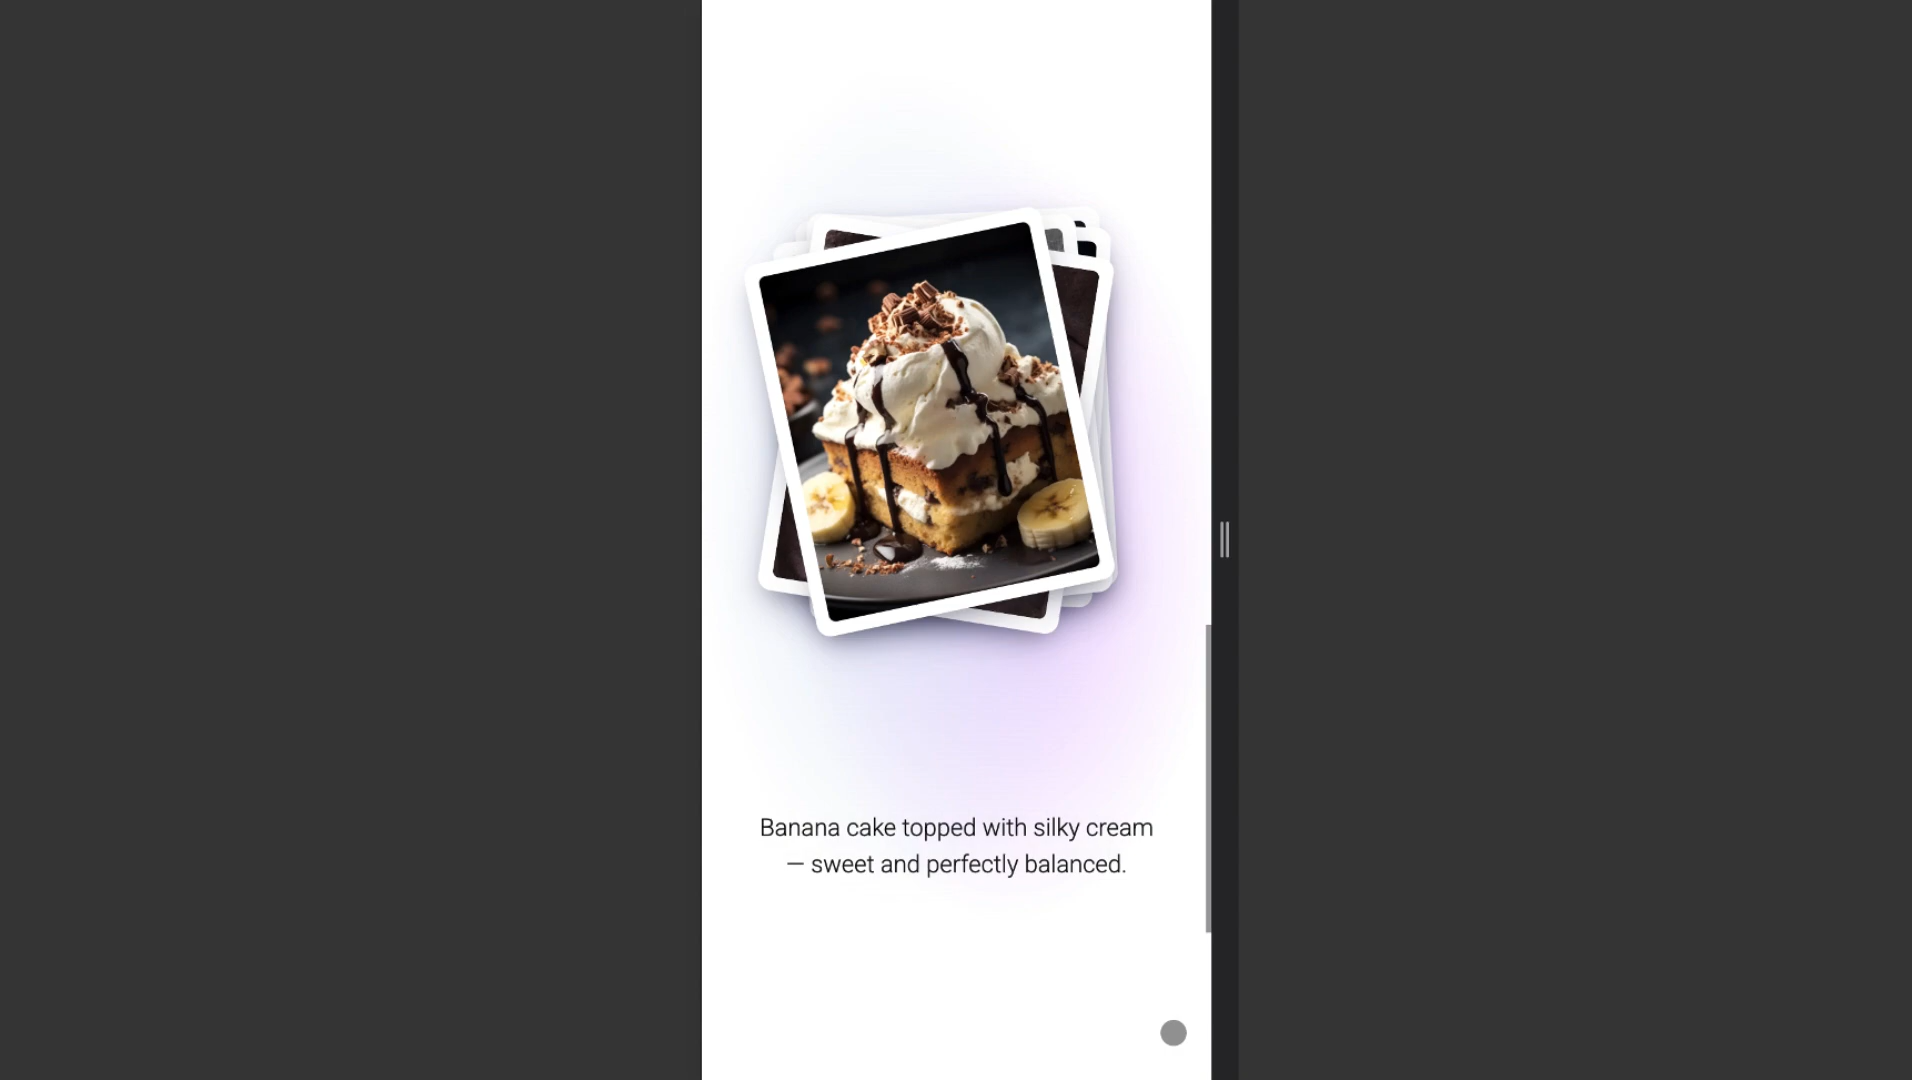 Banana cake topped with silky cream
— sweet and perfectly balanced.